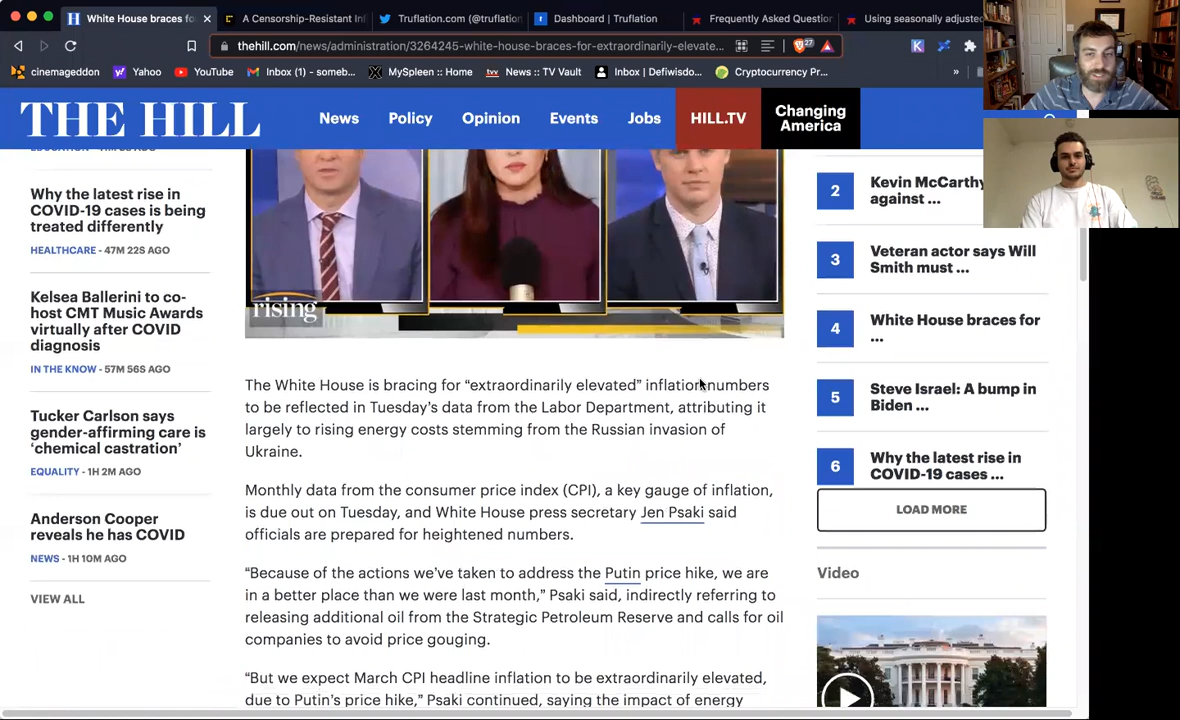 White House braces fo
A Censorship-Resistant In
Truflation.com (@truflation
Dashboard | Truflation
Frequently Asked Question
Using seasonally adjusted
thehill.com/news/administration/3264245-white-house-braces-for-extraordinarily-elevate...
27
cinemageddon
Yahoo
YouTube
Inbox (1) - someb...
MySpleen :: Home
News :: TV Vault
Inbox | Defiwisdo...
Cryptocurrency Pr...
»
THE HILL
News
Policy
Opinion
Events
Jobs
HILL.TV
Changing
America
Why the latest rise in
COVID-19 cases is being
treated differently
HEALTHCARE - 47M 22S AGO
Kelsea Ballerini to co-
host CMT Music Awards
virtually after COVID
diagnosis
IN THE KNOW - 57M 56S AGO
Tucker Carlson says
gender-affirming care is
‘chemical castration’
EQUALITY - 1H 2M AGO
Anderson Cooper
reveals he has COVID
NEWS - 1H 10M AGO
VIEW ALL
rising
The White House is bracing for “extraordinarily elevated” inflation numbers
to be reflected in Tuesday’s data from the Labor Department, attributing it
largely to rising energy costs stemming from the Russian invasion of
Ukraine.
Monthly data from the consumer price index (CPI), a key gauge of inflation,
is due out on Tuesday, and White House press secretary Jen Psaki said
officials are prepared for heightened numbers.
“Because of the actions we’ve taken to address the Putin price hike, we are
in a better place than we were last month,” Psaki said, indirectly referring to
releasing additional oil from the Strategic Petroleum Reserve and calls for oil
companies to avoid price gouging.
“But we expect March CPI headline inflation to be extraordinarily elevated,
due to Putin’s price hike,” Psaki continued, saying the impact of energy
2
Kevin McCarthy
against ...
3
Veteran actor says Will
Smith must ...
4
White House braces for
...
5
Steve Israel: A bump in
Biden ...
6
Why the latest rise in
COVID-19 cases ...
LOAD MORE
Video